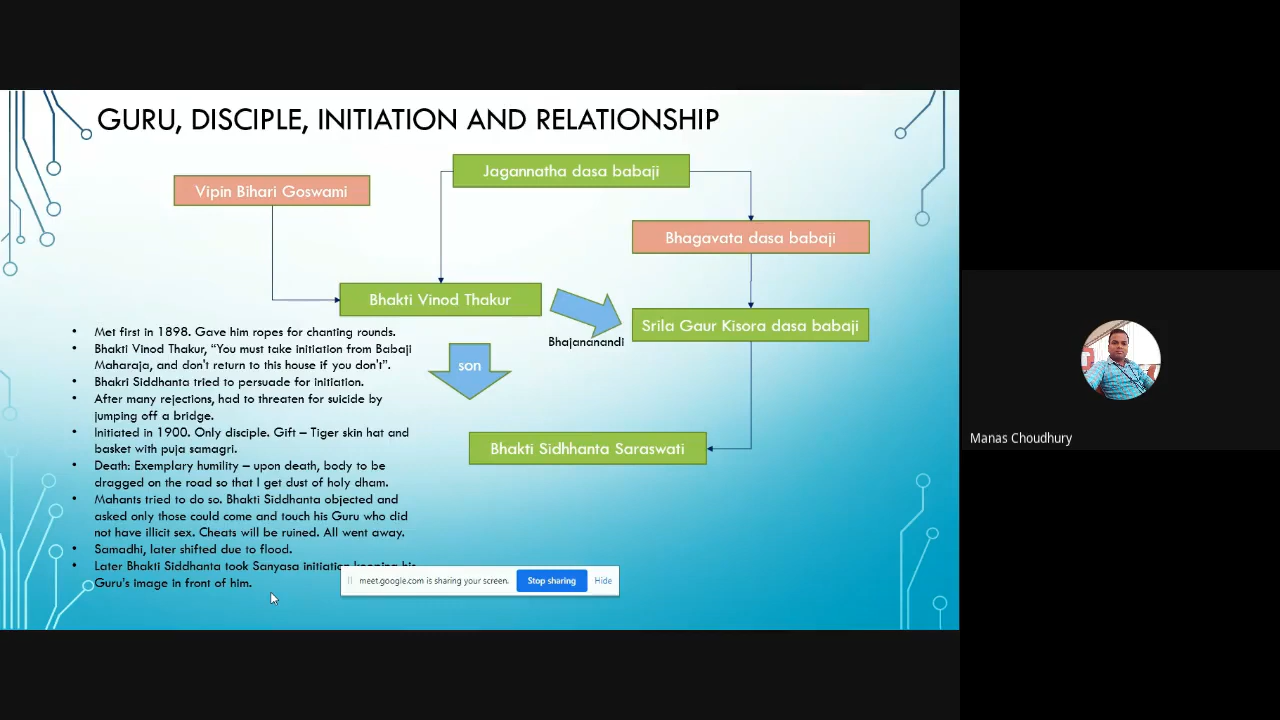 GURU, DISCIPLE, INITIATION AND RELATIONSHIP
Jagannatha dasa babaji
Vipin Bihari Goswami
Bhagavata dasa babaji
Bhakti Vinod Thakur
Srila Gaur Kisora dasa babaji
Bhajananandi
son
Bhakti Sidhhanta Saraswati
• Met first in 1898. Gave him ropes for chanting rounds.
• Bhakti Vinod Thakur, “You must take initiation from Babaji
Maharaja, and don't return to this house if you don't”.
• Bhakri Siddhanta tried to persuade for initiation.
• After many rejections, had to threaten for suicide by
jumping off a bridge.
• Initiated in 1900. Only disciple. Gift – Tiger skin hat and
basket with puja samagri.
• Death: Exemplary humility – upon death, body to be
dragged on the road so that I get dust of holy dham.
• Mahants tried to do so. Bhakti Siddhanta objected and
asked only those could come and touch his Guru who did
not have illicit sex. Cheats will be ruined. All went away.
• Samadhi, later shifted due to flood.
• Later Bhakti Siddhanta took Sanyasa initiation keeping his
Guru's image in front of him.
meet.google.com is sharing your screen.
Stop sharing
Hide
Manas Choudhury